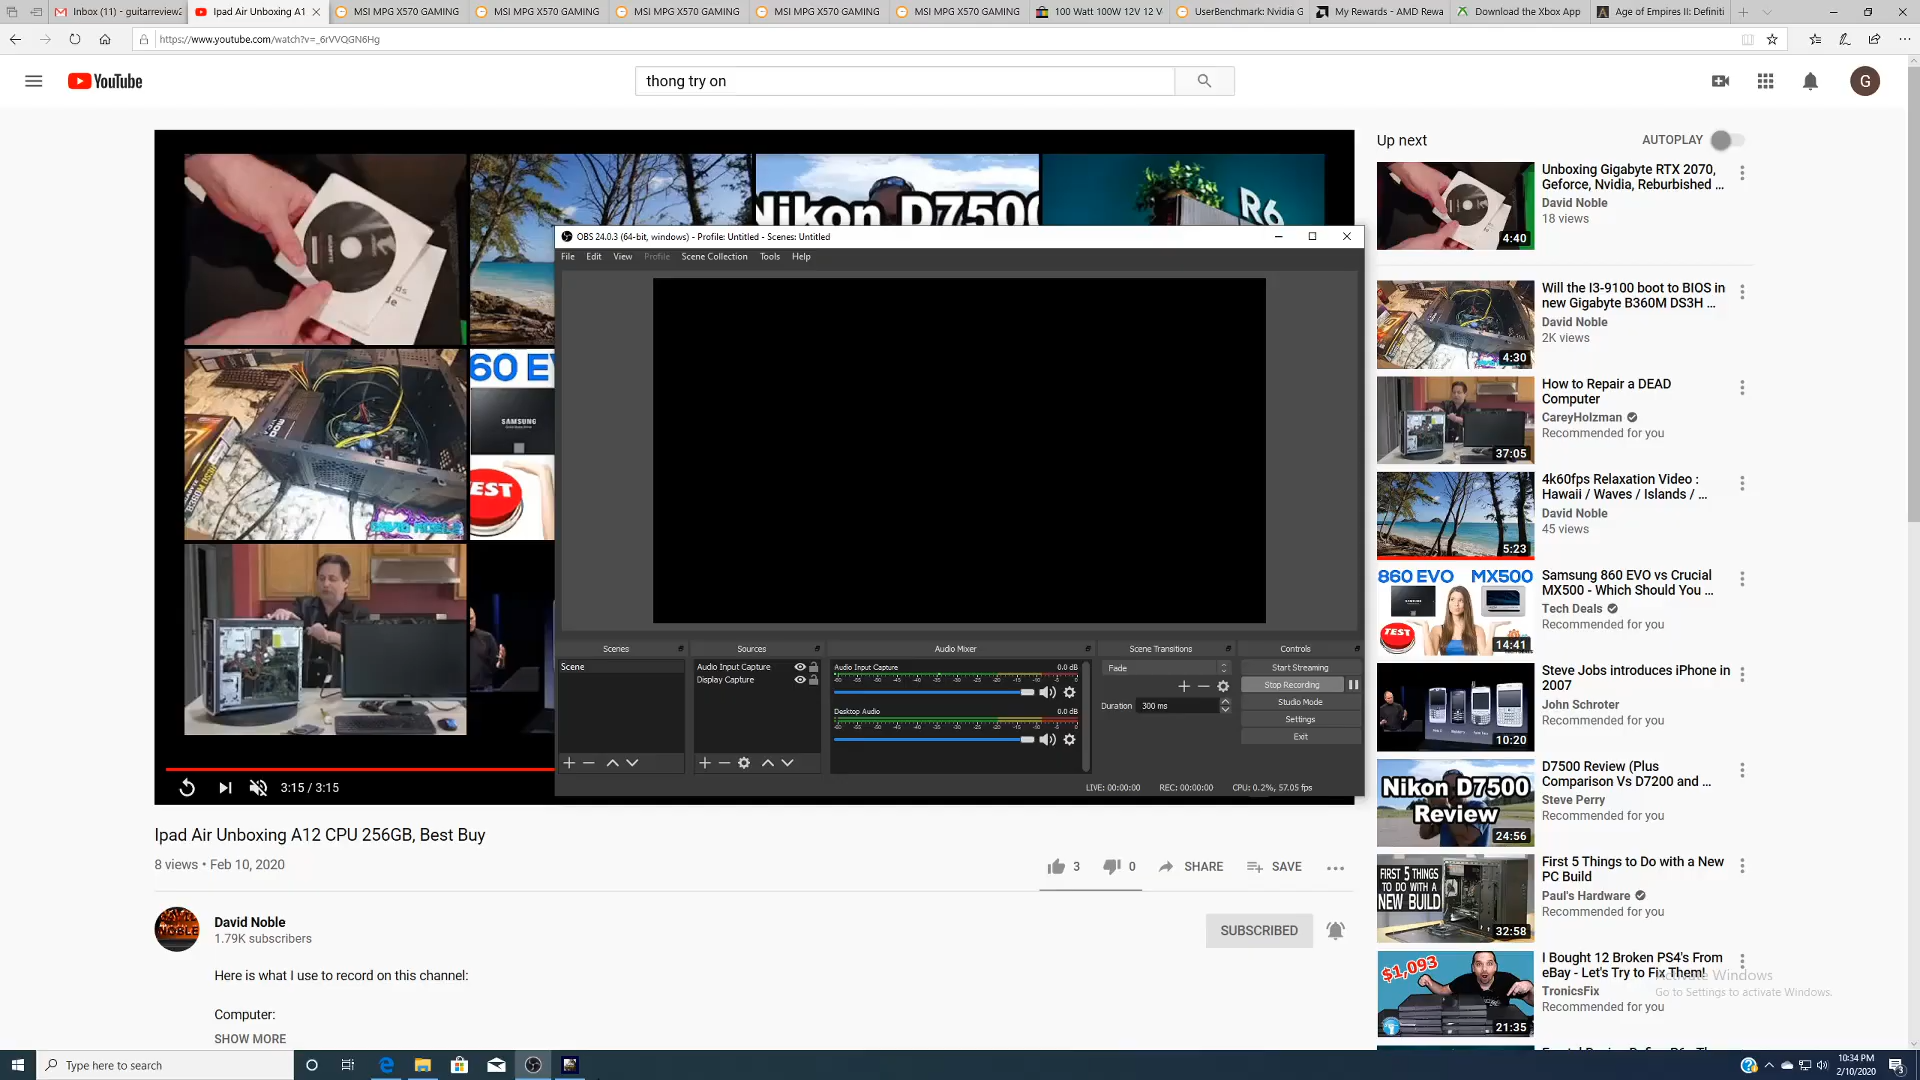 Inbox (11) - guitarreview2
Ipad Air Unboxing A1
MSI MPG X570 GAMING
MSI MPG X570 GAMING
MSI MPG X570 GAMING
MSI MPG X570 GAMING
MSI MPG X570 GAMING
100 Watt 100W 12V 12 V
UserBenchmark: Nvidia G
My Rewards - AMD Rewa
Download the Xbox App
Age of Empires II: Definiti
https://www.youtube.com/watch?v=_6rVVQGN6Hg
YouTube
thong try on
G
Nikon D7500
R6
60 EV
SAMSUNG
TEST
B360M DS3H
OBS 24.0.3 (64-bit, windows) - Profile: Untitled - Scenes: Untitled
File
Edit
View
Profile
Scene Collection
Tools
Help
Scenes
Sources
Audio Mixer
Scene Transitions
Controls
Scene
Audio Input Capture
Display Capture
Audio Input Capture
0.0 dB
Desktop Audio
0.0 dB
Fade
Duration
300 ms
Start Streaming
Stop Recording
Studio Mode
Settings
Exit
LIVE: 00:00:00
REC: 00:00:00
CPU: 0.2%, 57.05 fps
3:15 / 3:15
Ipad Air Unboxing A12 CPU 256GB, Best Buy
8 views • Feb 10, 2020
3
0
SHARE
SAVE
David Noble
1.79K subscribers
SUBSCRIBED
Here is what I use to record on this channel:
Computer:
SHOW MORE
Up next
AUTOPLAY
Unboxing Gigabyte RTX 2070,
Geforce, Nvidia, Reburbished ...
David Noble
18 views
4:40
Will the I3-9100 boot to BIOS in
new Gigabyte B360M DS3H ...
David Noble
2K views
4:30
How to Repair a DEAD
Computer
CareyHolzman
Recommended for you
37:05
4k60fps Relaxation Video :
Hawaii / Waves / Islands / ...
David Noble
45 views
5:23
860 EVO MX500
TEST
Samsung 860 EVO vs Crucial
MX500 - Which Should You ...
Tech Deals
Recommended for you
14:41
Steve Jobs introduces iPhone in
2007
John Schroter
Recommended for you
10:20
Nikon D7500
Review
D7500 Review (Plus
Comparison Vs D7200 and ...
Steve Perry
Recommended for you
24:56
FIRST 5 THINGS
TO DO WITH A
NEW BUILD
First 5 Things to Do with a New
PC Build
Paul's Hardware
Recommended for you
32:58
$1,093
I Bought 12 Broken PS4's From
eBay - Let's Try to Fix Them!
TronicsFix
Recommended for you
21:35
Activate Windows
Go to Settings to activate Windows.
Type here to search
10:34 PM
2/10/2020
3